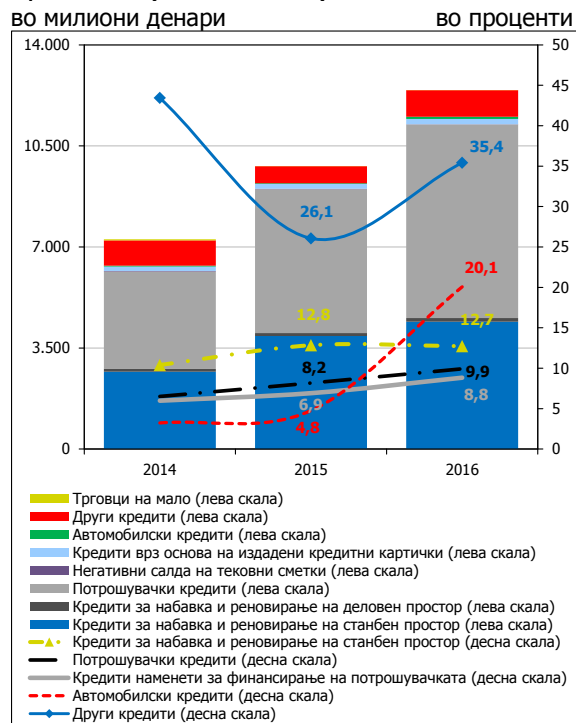 во милиони денари во проценти
14.000
10.500
7.000
3.500
0
50
45
40
35
30
25
20
15
10
5
0
35,4
26,1
20,1
12,8
12,7
8,2
9,9
6,9
8,8
4,8
2014 2015 2016
Трговци на мало (лева скала)
Други кредити (лева скала)
Автомобилски кредити (лева скала)
Кредити врз основа на издадени кредитни картички (лева скала)
Негативни салда на тековни сметки (лева скала)
Потрошувачки кредити (лева скала)
Кредити за набавка и реновирање на деловен простор (лева скала)
Кредити за набавка и реновирање на станбен простор (лева скала)
Кредити за набавка и реновирање на станбен простор (десна скала)
Потрошувачки кредити (десна скала)
Кредити наменети за финансирање на потрошувачката (десна скала)
Автомобилски кредити (десна скала)
Други кредити (десна скала)